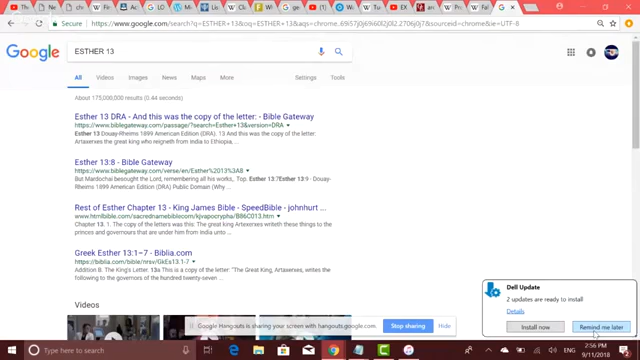 Secure
https://www.google.com/search?q=ESTHER+13&oq=ESTHER+13&aqs=chrome..69i57j0j69i60l2j0l2.2706j0j7&sourceid=chrome&ie=UTF-8
Google
ESTHER 13
All
Videos
Images
News
Maps
More
Settings
Tools
About 175,000,000 results (0.44 seconds)
Esther 13 DRA - And this was the copy of the letter: - Bible Gateway
https://www.biblegateway.com/passage/?search=Esther+13&version=DRA
Esther 13 Douay-Rheims 1899 American Edition (DRA). 13 And this was the copy of the letter:
Artaxerxes the great king who reigneth from india to Ethiopia,
Esther 13:8 - Bible Gateway
https://www.biblegateway.com/verse/en/Esther%2013%3A8
But Mardochai besought the Lord, remembering all his works, Top. Esther 13:7Esther 13:9 · Douay-
Rheims 1899 American Edition (DRA) Public Domain (Why ...
Rest of Esther Chapter 13 - King James Bible - SpeedBible - johnhurt ...
www.htmlbible.com/sacrednamebiblecom/kjvapocrypha/B86C013.htm
Chapter 13. 1. The copy of the letters was this: The great king Artexerxes writeth these things to the
princes and governours that are under him from india unto ...
Greek Esther 13:1–7 - Biblia.com
https://biblia.com/bible/nrsv/GkEs13.1-7
Addition B. The King's Letter. 13a This is a copy of the letter: "The Great King, Artaxerxes, writes the
following to the governors of the hundred twenty-seven ...
Videos
Google Hangouts is sharing your screen with hangouts.google.com.
Stop sharing
Hide
Dell Update
2 updates are ready to install
Details
Install now
Remind me later
Type here to search
ENG
2:56 PM
9/11/2018